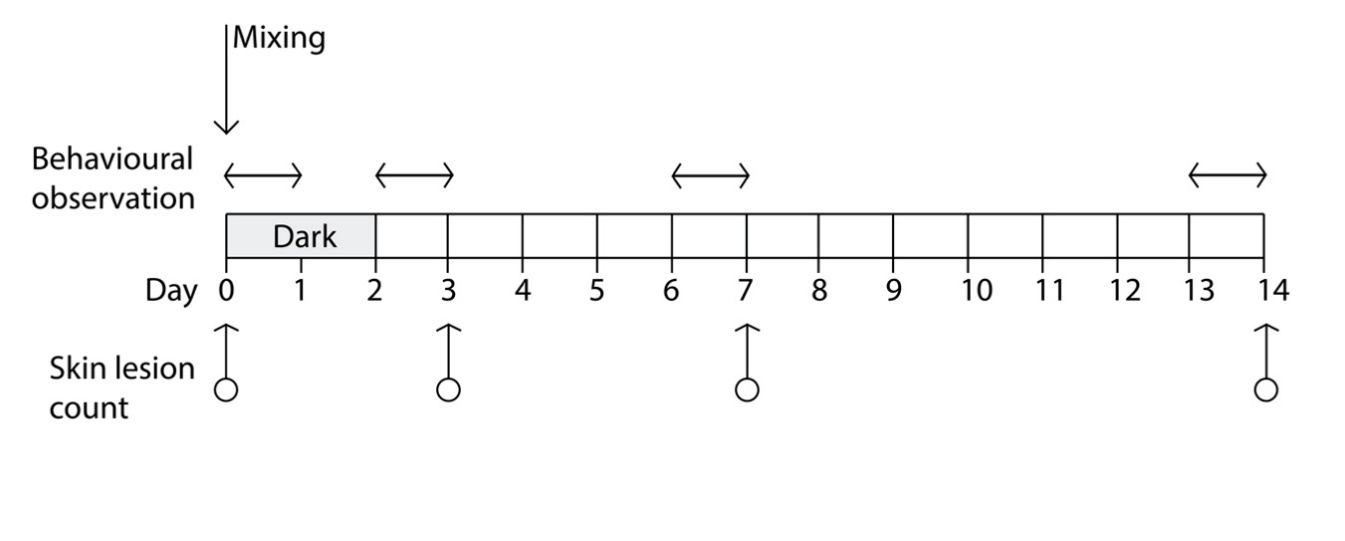 Mixing
Behavioural
observation
Dark
Day 0 1 2 3 4 5 6 7 8 9 10 11 12 13 14
Skin lesion
count